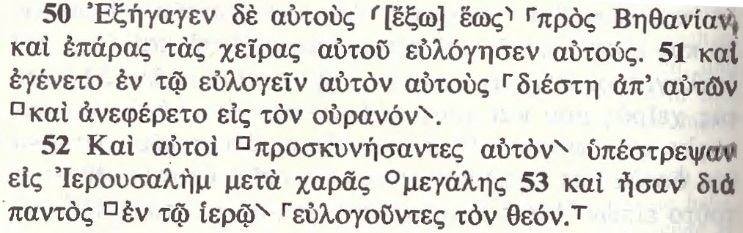 50 Ἐξήγαγεν δὲ αὐτοὺς ⸂[ἔξω] ἕως⸃ ⸀πρὸς Βηθανίαν,
καὶ ἐπάρας τὰς χεῖρας αὐτοῦ εὐλόγησεν αὐτούς. 51 καὶ
ἐγένετο ἐν τῷ εὐλογεῖν αὐτὸν αὐτοὺς ⸀διέστη ἀπ’ αὐτῶν
⸋καὶ ἀνεφέρετο εἰς τὸν οὐρανόν⸌.
52 Καὶ αὐτοὶ ⸋προσκυνήσαντες αὐτὸν⸌ ὑπέστρεψαν
εἰς Ἰερουσαλὴμ μετὰ χαρᾶς ⸰μεγάλης 53 καὶ ἦσαν διὰ
παντὸς ⸋ἐν τῷ ἱερῷ⸌ ⸀εὐλογοῦντες τὸν θεόν.⸆